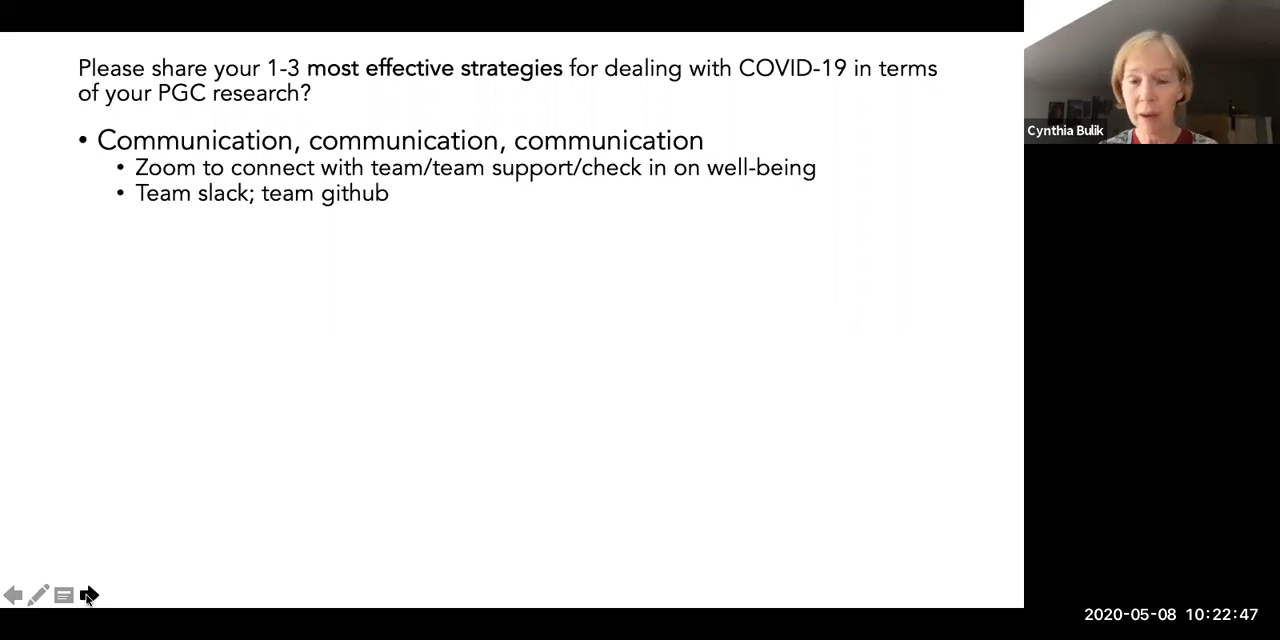 Please share your 1-3 most effective strategies for dealing with COVID-19 in terms
of your PGC research?
• Communication, communication, communication
• Zoom to connect with team/team support/check in on well-being
• Team slack; team github
Cynthia Bulik
2020-05-08 10:22:47